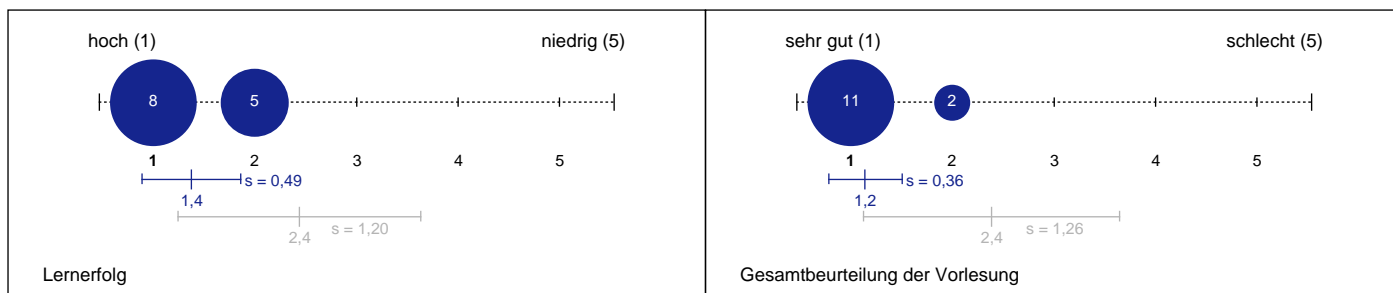 hoch (1) niedrig (5)
8 5
1 2 3 4 5
s = 0,49
1,4
s = 1,20
2,4
Lernerfolg
sehr gut (1) schlecht (5)
11 2
1 2 3 4 5
s = 0,36
1,2
s = 1,26
2,4
Gesamtbeurteilung der Vorlesung